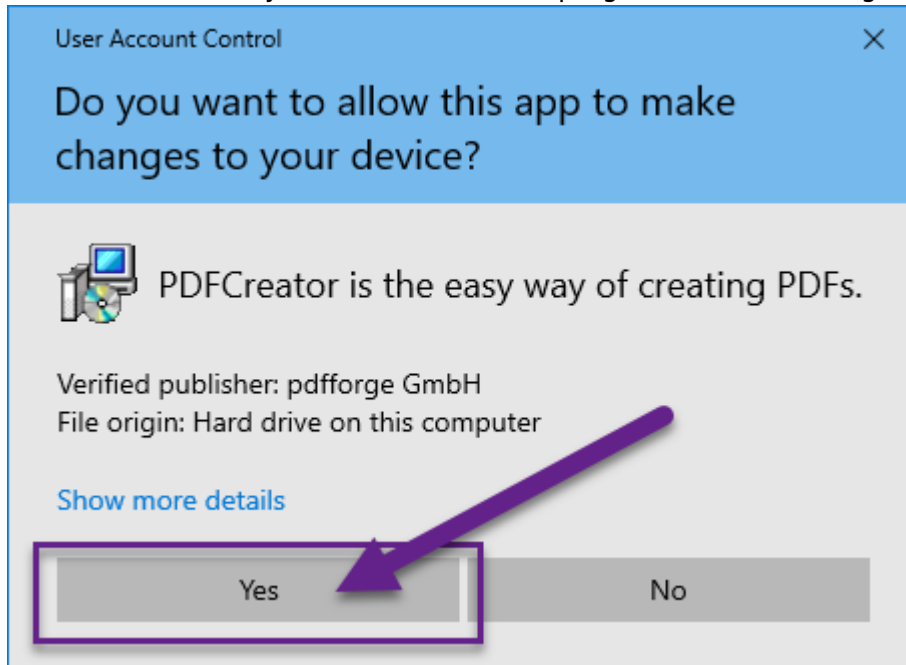 User Account Control
Do you want to allow this app to make
changes to your device?
PDFCreator is the easy way of creating PDFs.
Verified publisher: pdfforge GmbH
File origin: Hard drive on this computer
Show more details
Yes No